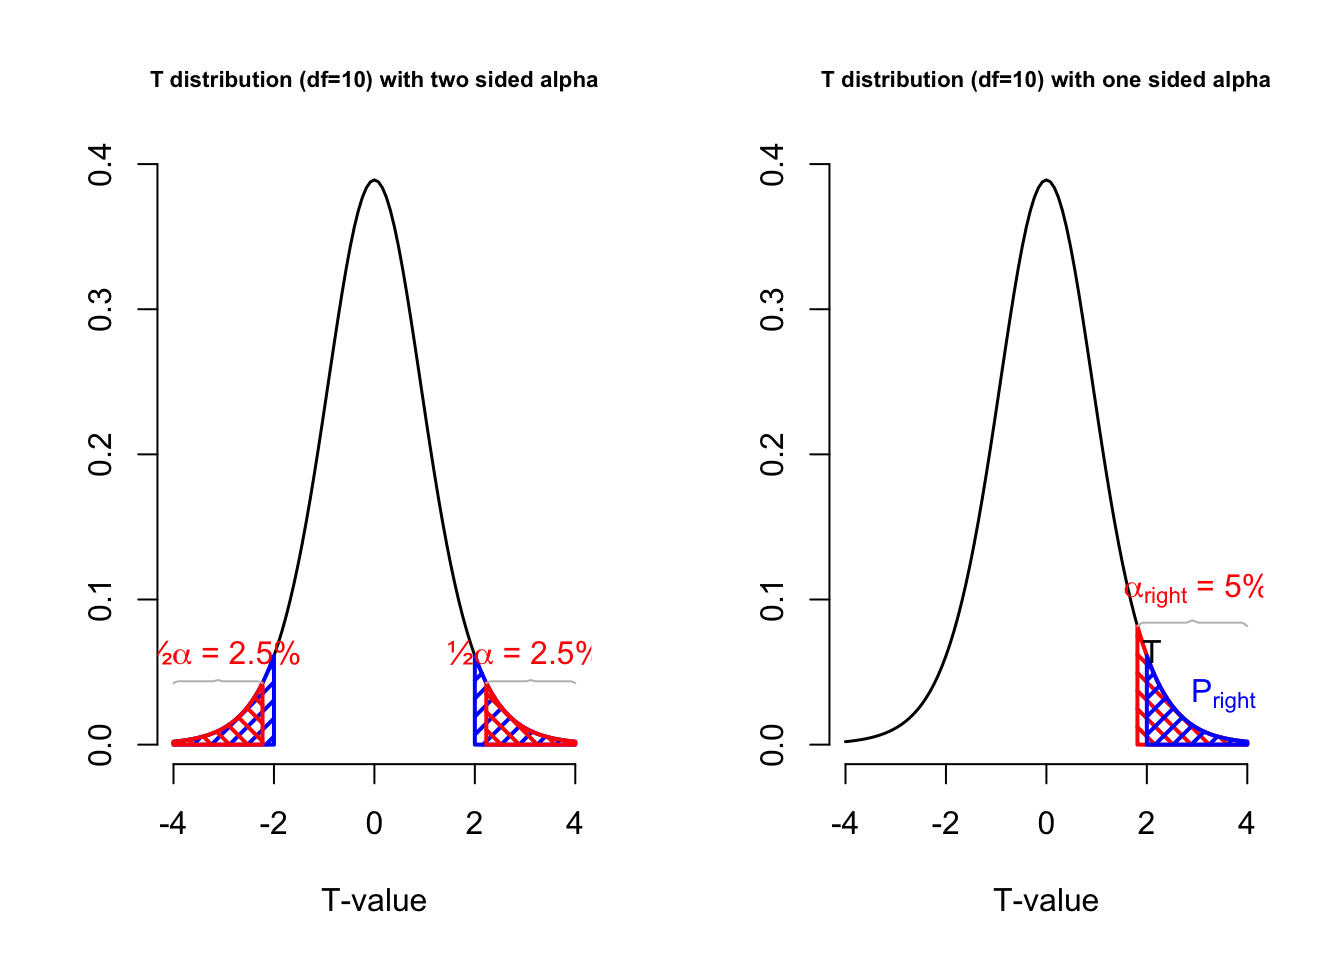 T distribution (df=10) with two sided alpha
0.4
0.3
0.2
0.1
0.0
½α = 2.5%
½α = 2.5%
-4 -2 0 2 4
T-value
T distribution (df=10) with one sided alpha
0.4
0.3
0.2
0.1
0.0
αright = 5%
T
Pright
-4 -2 0 2 4
T-value